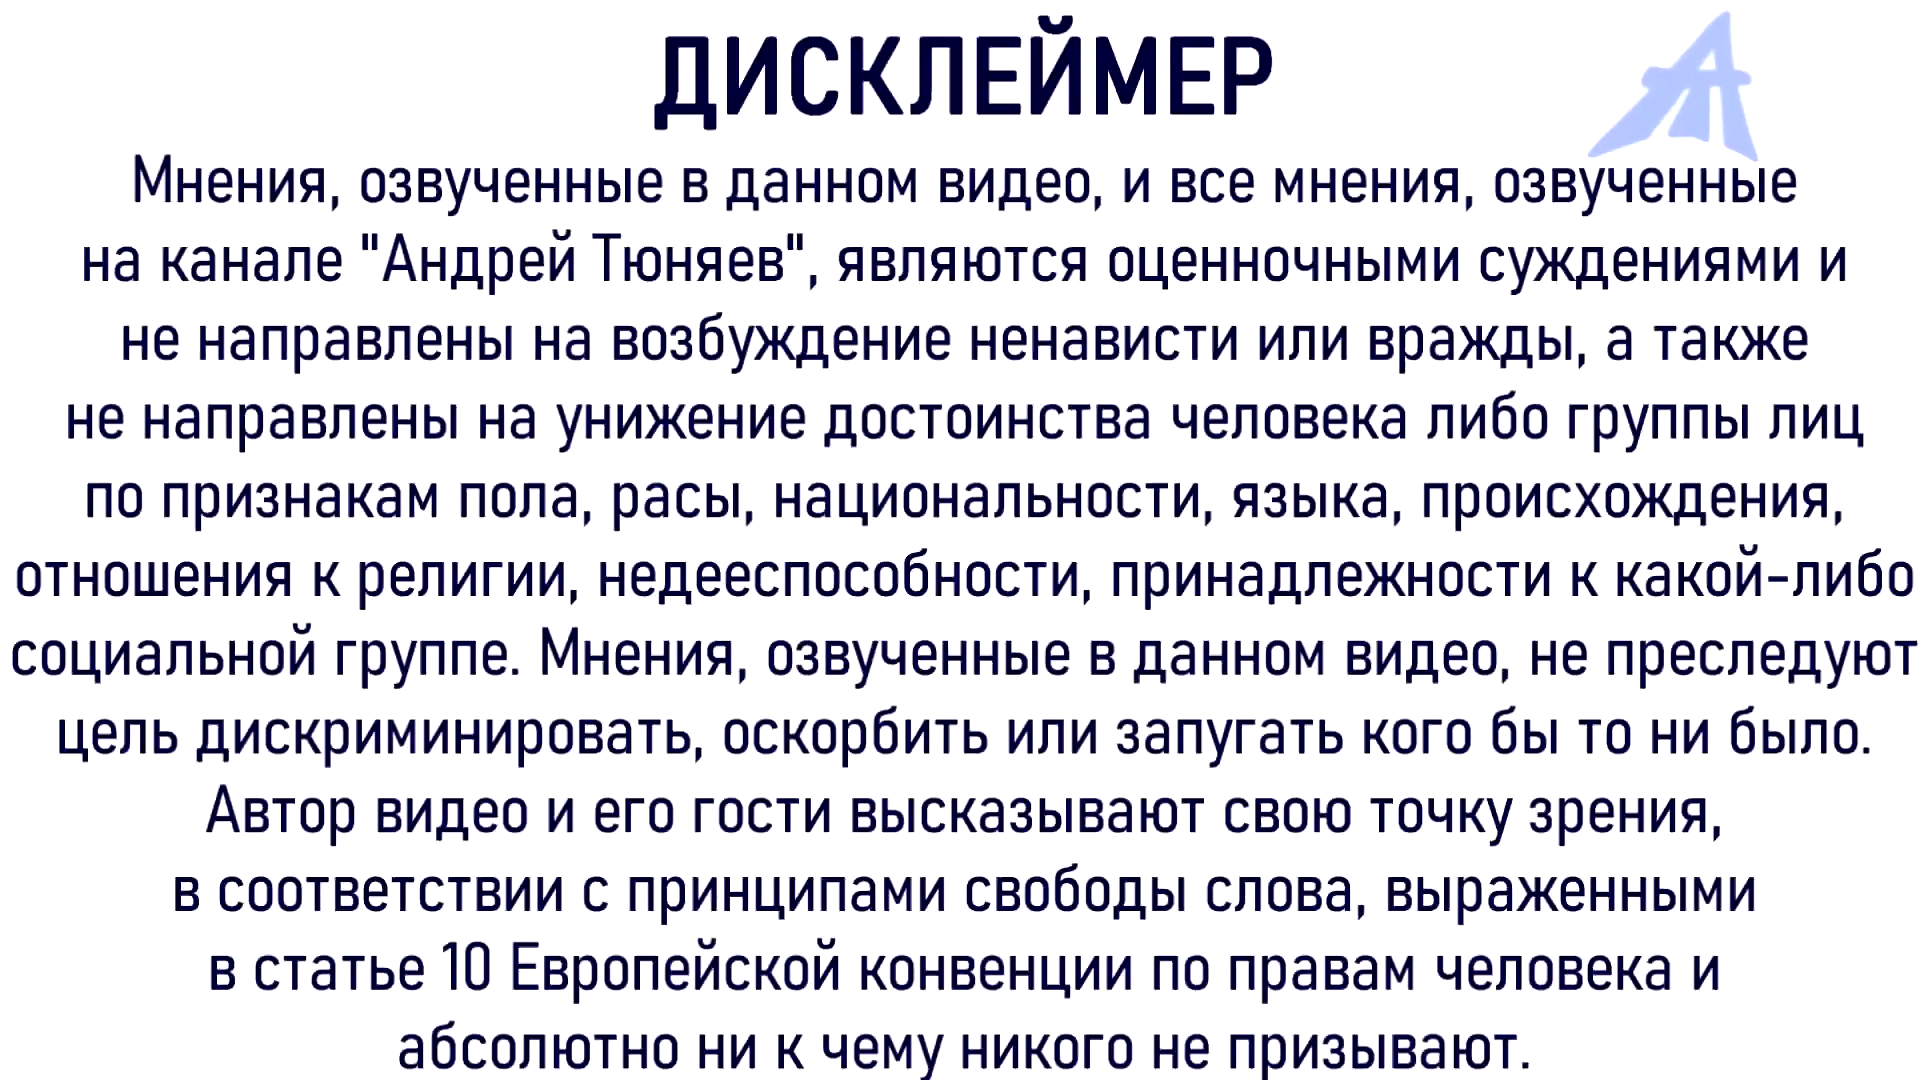 ДИСКЛЕЙМЕР
Мнения, озвученные в данном видео, и все мнения, озвученные
на канале "Андрей Тюняев", являются оценночными суждениями и
не направлены на возбуждение ненависти или вражды, а также
не направлены на унижение достоинства человека либо группы лиц
по признакам пола, расы, национальности, языка, происхождения,
отношения к религии, недееспособности, принадлежности к какой-либо
социальной группе. Мнения, озвученные в данном видео, не преследуют
цель дискриминировать, оскорбить или запугать кого бы то ни было.
Автор видео и его гости высказывают свою точку зрения,
в соответствии с принципами свободы слова, выраженными
в статье 10 Европейской конвенции по правам человека и
абсолютно ни к чему никого не призывают.